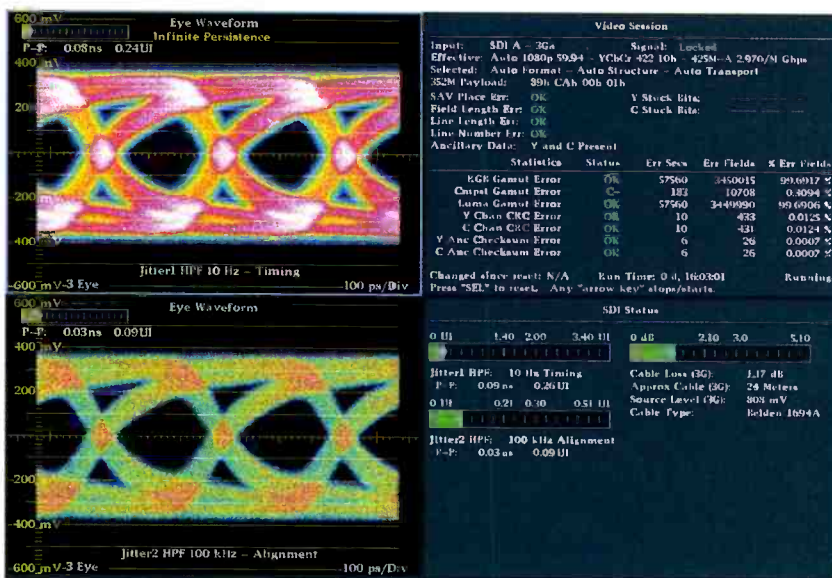 600 mV
Eye Waveform
Infinite Persistence
P-P: 0.08ns 0.24UI
400 mV
200
0
-200
-400
Jitter1 HPF 10 Hz - Timing
-600 mV-3 Eye
-100 ps/Div
Video Session
Input: SDI A - 3Ga Signal: Locked
Effective: Auto 1080p 59.94 - YCbCr 422 10b - 425M-A 2.970/M Gbps
Selected: Auto Format - Auto Structure - Auto Transport
352M Payload: 89h CAh 00h 01h
SAV Place Err: OK Y Stuck Bits:
Field Length Err: OK C Stuck Bits:
Line Length Err: OK
Line Number Err: OK
Ancillary Data: Y and C Present
Statistics Status Err Secs Err Fields % Err Fields
RGB Gamut Error OK 57560 3450015 99.6917 %
Cmpst Gamut Error C- 183 10708 0.3094 %
Luma Gamut Error OK 57560 3449990 99.6906 %
Y Chan CRC Error OK 10 433 0.0125 %
C Chan CRC Error OK 10 431 0.0124 %
Y Anc Checksum Error OK 6 26 0.0007 %
C Anc Checksum Error OK 6 26 0.0007 %
Changed since reset: N/A Run Time: 0 d, 16:03:01 Running
Press "SEL" to reset. Any "arrow key" stops/starts.
600 mV
Eye Waveform
P-P: 0.03ns 0.09UI
400 mV
200
0
-200
-400 mV
Jitter2 HPF 100 kHz - Alignment
-600 mV-3 Eye
-100 ps/Div
SDI Status
0 UI 1.40 2.00 3.40 UI
Jitter1 HPF: 10 Hz Timing
P-P: 0.09 ns 0.26 UI
0 UI 0.21 0.30 0.51 UI
Jitter2 HPF: 100 kHz Alignment
P-P: 0.03 ns 0.09 UI
0 dB 2.10 3.0 5.10
Cable Loss (3G): 1.17 dB
Approx Cable (3G): 24 Meters
Source Level (3G): 808 mV
Cable Type: Belden 1694A